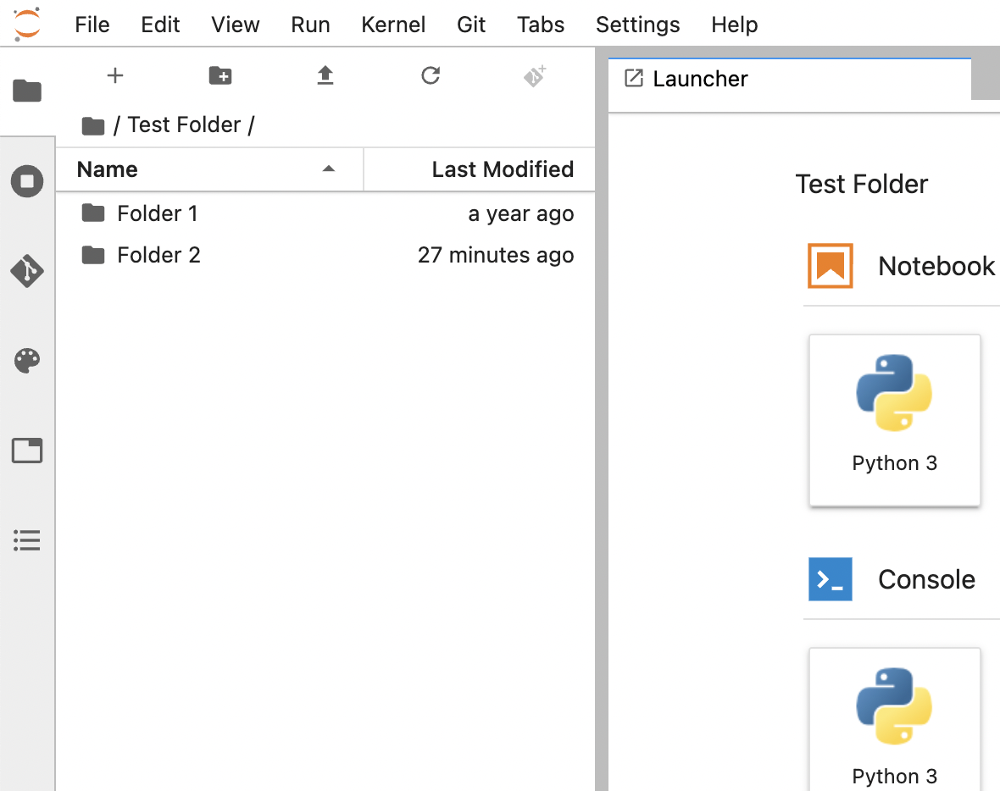 File Edit View Run Kernel Git Tabs Settings Help
Launcher
/ Test Folder /
Name Last Modified
Folder 1 a year ago
Folder 2 27 minutes ago
Test Folder
Notebook
Python 3
Console
Python 3